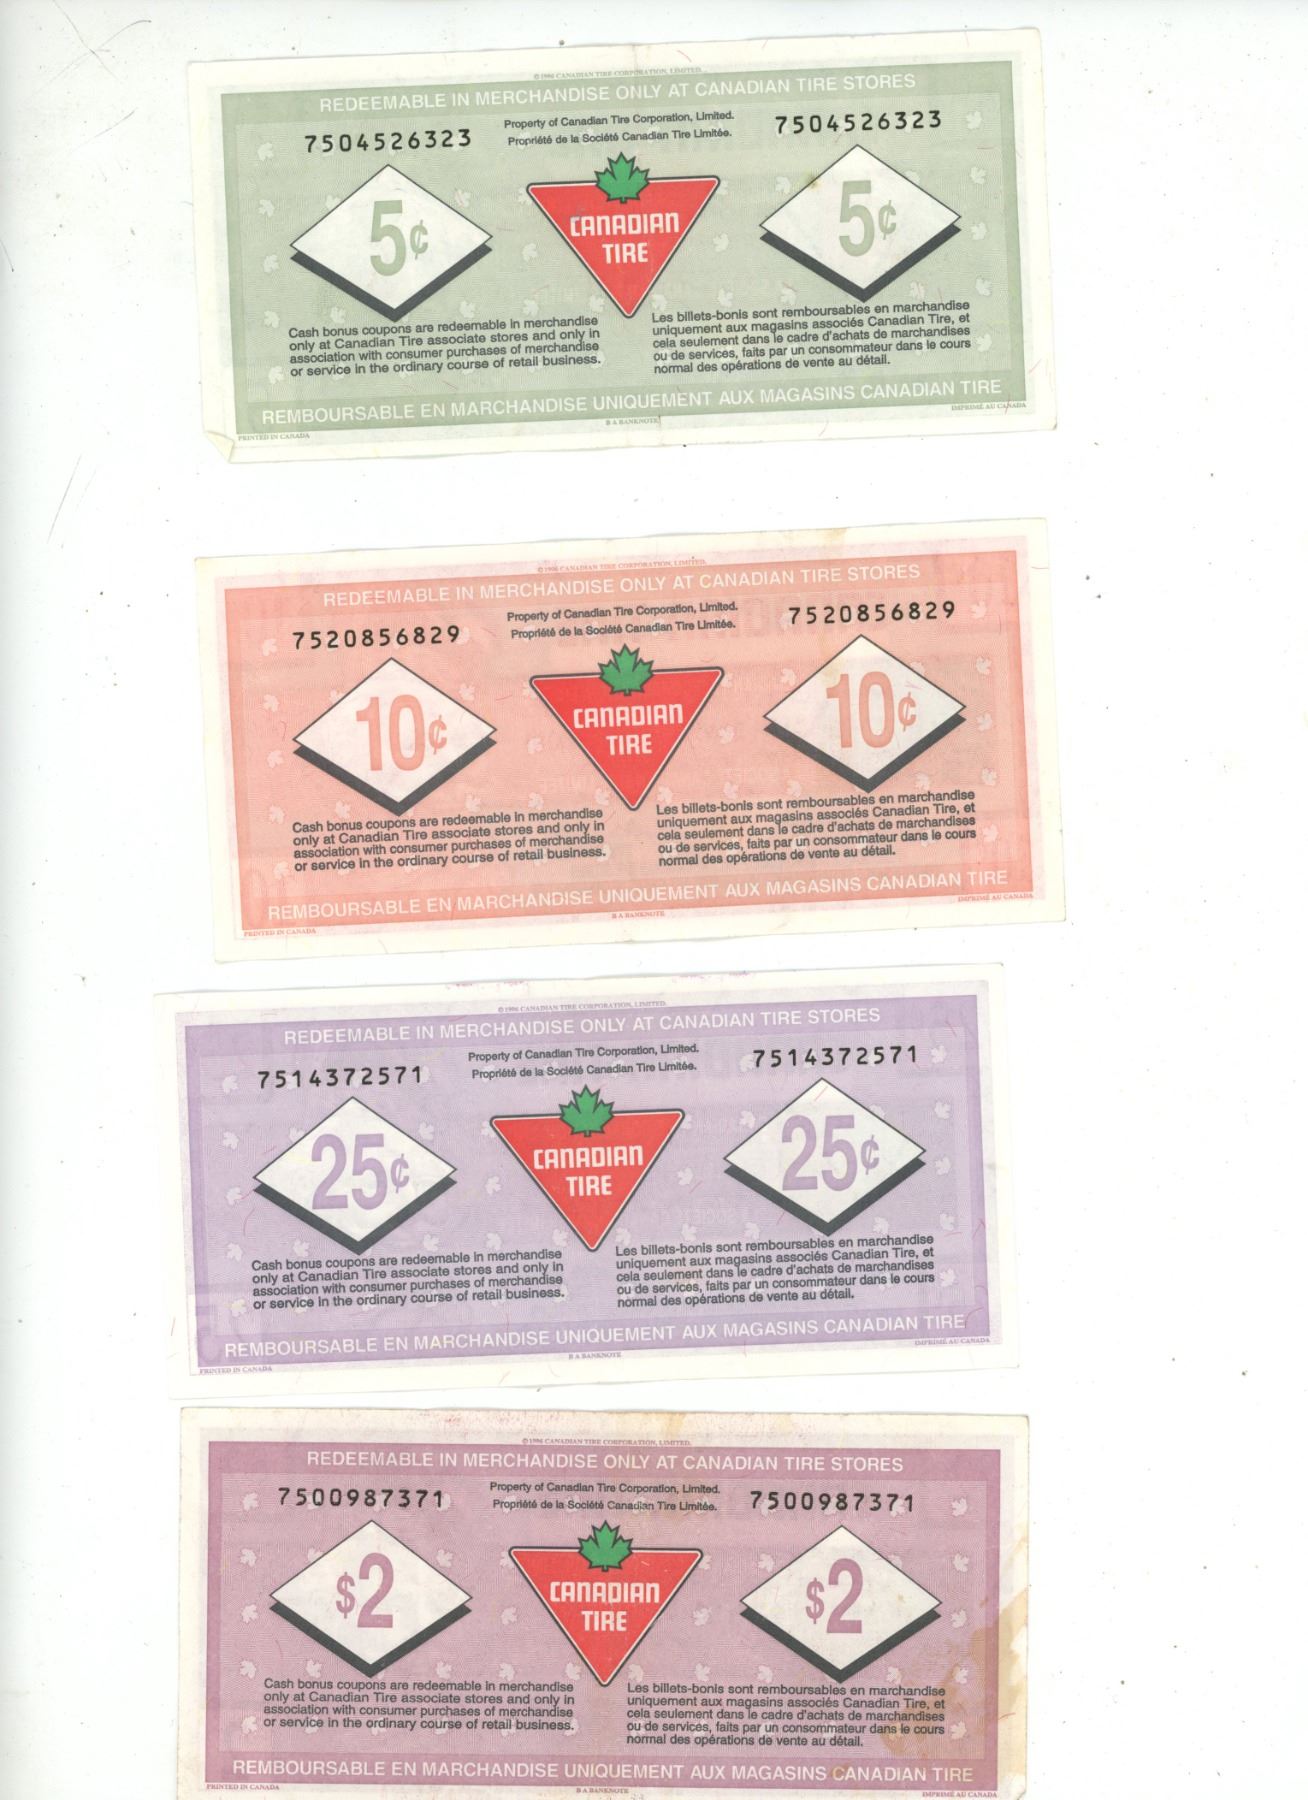 ©1996 CANADIAN TIRE CORPORATION, LIMITED.
REDEEMABLE IN MERCHANDISE ONLY AT CANADIAN TIRE STORES
7504526323
Property of Canadian Tire Corporation, Limited.
Propriété de la Société Canadian Tire Limitée.
7504526323
5¢
CANADIAN
TIRE
5¢
Cash bonus coupons are redeemable in merchandise
only at Canadian Tire associate stores and only in
association with consumer purchases of merchandise
or service in the ordinary course of retail business.
Les billets-bonis sont remboursables en marchandise
uniquement aux magasins associés Canadian Tire, et
cela seulement dans le cadre d'achats de marchandises
ou de services, faits par un consommateur dans le cours
normal des opérations de vente au détail.
REMBOURSABLE EN MARCHANDISE UNIQUEMENT AUX MAGASINS CANADIAN TIRE
PRINTED IN CANADA
B A BANKNOTE
IMPRIMÉ AU CANADA
©1996 CANADIAN TIRE CORPORATION, LIMITED.
REDEEMABLE IN MERCHANDISE ONLY AT CANADIAN TIRE STORES
7520856829
Property of Canadian Tire Corporation, Limited.
Propriété de la Société Canadian Tire Limitée.
7520856829
10¢
CANADIAN
TIRE
10¢
Cash bonus coupons are redeemable in merchandise
only at Canadian Tire associate stores and only in
association with consumer purchases of merchandise
or service in the ordinary course of retail business.
Les billets-bonis sont remboursables en marchandise
uniquement aux magasins associés Canadian Tire, et
cela seulement dans le cadre d'achats de marchandises
ou de services, faits par un consommateur dans le cours
normal des opérations de vente au détail.
REMBOURSABLE EN MARCHANDISE UNIQUEMENT AUX MAGASINS CANADIAN TIRE
PRINTED IN CANADA
B A BANKNOTE
IMPRIMÉ AU CANADA
©1996 CANADIAN TIRE CORPORATION, LIMITED.
REDEEMABLE IN MERCHANDISE ONLY AT CANADIAN TIRE STORES
7514372571
Property of Canadian Tire Corporation, Limited.
Propriété de la Société Canadian Tire Limitée.
7514372571
25¢
CANADIAN
TIRE
25¢
Cash bonus coupons are redeemable in merchandise
only at Canadian Tire associate stores and only in
association with consumer purchases of merchandise
or service in the ordinary course of retail business.
Les billets-bonis sont remboursables en marchandise
uniquement aux magasins associés Canadian Tire, et
cela seulement dans le cadre d'achats de marchandises
ou de services, faits par un consommateur dans le cours
normal des opérations de vente au détail.
REMBOURSABLE EN MARCHANDISE UNIQUEMENT AUX MAGASINS CANADIAN TIRE
PRINTED IN CANADA
B A BANKNOTE
IMPRIMÉ AU CANADA
©1996 CANADIAN TIRE CORPORATION, LIMITED.
REDEEMABLE IN MERCHANDISE ONLY AT CANADIAN TIRE STORES
7500987371
Property of Canadian Tire Corporation, Limited.
Propriété de la Société Canadian Tire Limitée.
7500987371
$2
CANADIAN
TIRE
$2
Cash bonus coupons are redeemable in merchandise
only at Canadian Tire associate stores and only in
association with consumer purchases of merchandise
or service in the ordinary course of retail business.
Les billets-bonis sont remboursables en marchandise
uniquement aux magasins associés Canadian Tire, et
cela seulement dans le cadre d'achats de marchandises
ou de services, faits par un consommateur dans le cours
normal des opérations de vente au détail.
REMBOURSABLE EN MARCHANDISE UNIQUEMENT AUX MAGASINS CANADIAN TIRE
PRINTED IN CANADA
B A BANKNOTE
IMPRIMÉ AU CANADA